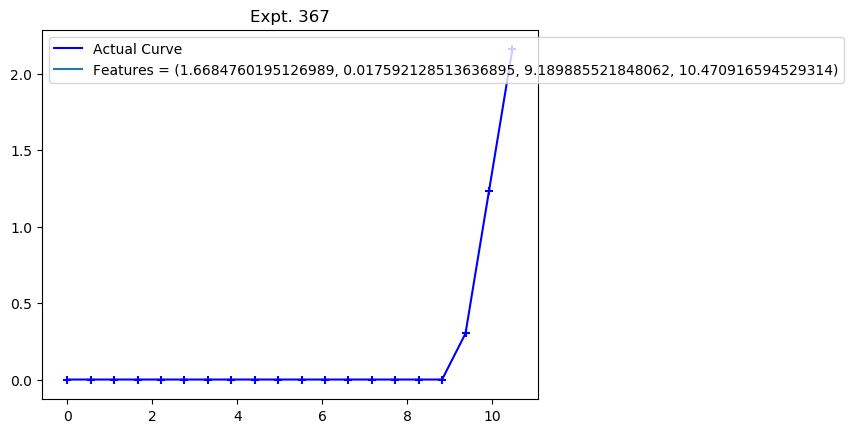 Expt. 367
Actual Curve
Features = (1.6684760195126989, 0.017592128513636895, 9.189885521848062, 10.470916594529314)
2.0
1.5
1.0
0.5
0.0
0 2 4 6 8 10